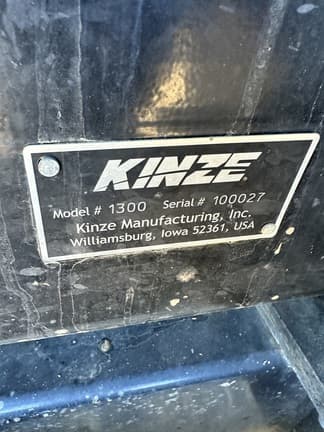 KINZE
Model # 1300 Serial # 100027
Kinze Manufacturing, Inc.
Williamsburg, Iowa 52361, USA